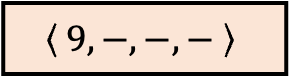 ⟨ 9, −, −, − ⟩